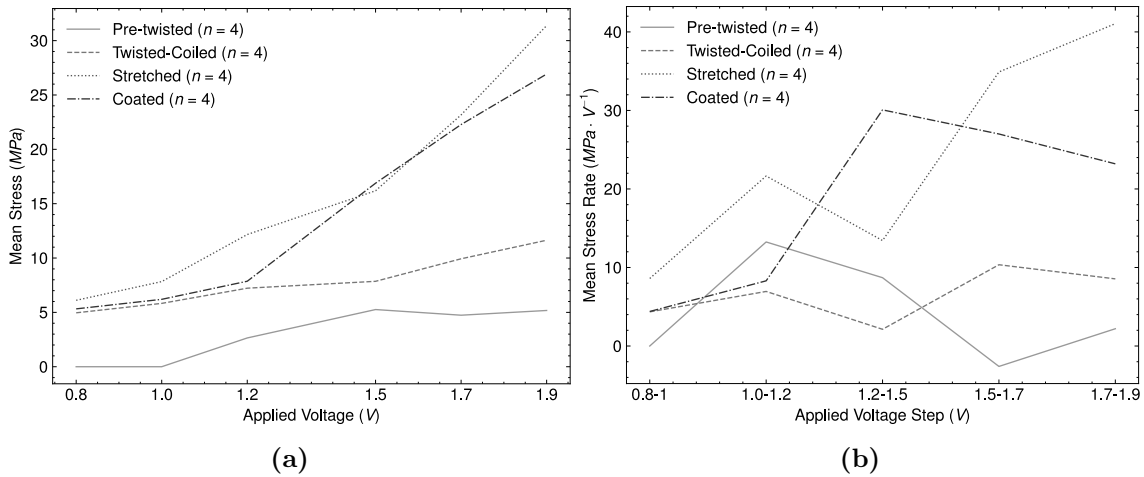 Pre-twisted (n = 4)
Twisted-Coiled (n = 4)
Stretched (n = 4)
Coated (n = 4)
Mean Stress (MPa)
30
25
20
15
10
5
0
0.8 1.0 1.2 1.5 1.7 1.9
Applied Voltage (V)
(a)
Pre-twisted (n = 4)
Twisted-Coiled (n = 4)
Stretched (n = 4)
Coated (n = 4)
Mean Stress Rate (MPa · V⁻¹)
40
30
20
10
0
0.8-1 1.0-1.2 1.2-1.5 1.5-1.7 1.7-1.9
Applied Voltage Step (V)
(b)